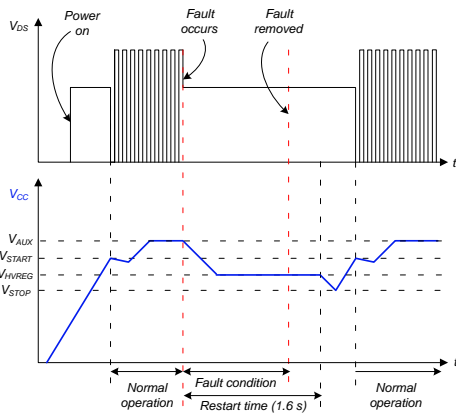 Power
on
Fault
occurs
Fault
removed
VDS
t
VCC
VAUX
VSTART
VHVREG
VSTOP
t
Normal
operation
Fault condition
Restart time (1.6 s)
Normal
operation